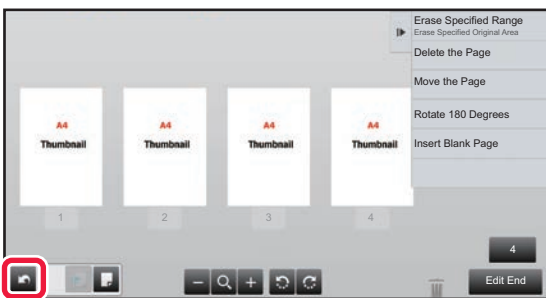 Erase Specified Range
Erase Specified Original Area
Delete the Page
Move the Page
Rotate 180 Degrees
Insert Blank Page
A4
Thumbnail
A4
Thumbnail
A4
Thumbnail
A4
Thumbnail
1
2
3
4
4
Edit End